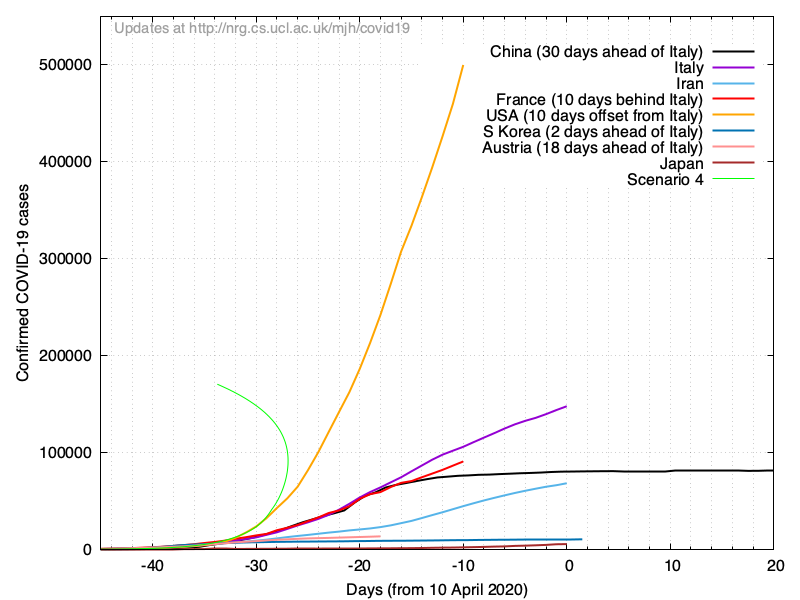 Updates at http://nrg.cs.ucl.ac.uk/mjh/covid19
China (30 days ahead of Italy)
Italy
Iran
France (10 days behind Italy)
USA (10 days offset from Italy)
S Korea (2 days ahead of Italy)
Austria (18 days ahead of Italy)
Japan
Scenario 4
Confirmed COVID-19 cases
500000
400000
300000
200000
100000
0
-40 -30 -20 -10 0 10 20
Days (from 10 April 2020)